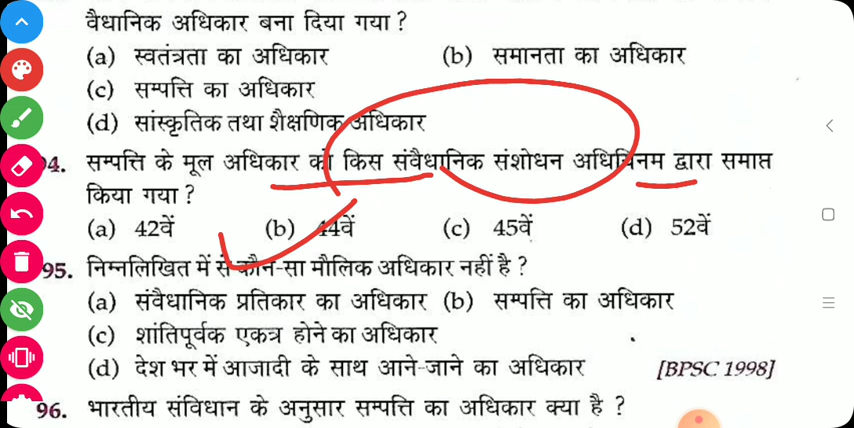 वैधानिक अधिकार बना दिया गया ?
(a) स्वतंत्रता का अधिकार (b) समानता का अधिकार
(c) सम्पत्ति का अधिकार
(d) सांस्कृतिक तथा शैक्षणिक अधिकार
94. सम्पत्ति के मूल अधिकार को किस संवैधानिक संशोधन अधिनियम द्वारा समाप्त
किया गया ?
(a) 42वें (b) 44वें (c) 45वें (d) 52वें
95. निम्नलिखित में से कौन-सा मौलिक अधिकार नहीं है ?
(a) संवैधानिक प्रतिकार का अधिकार (b) सम्पत्ति का अधिकार
(c) शांतिपूर्वक एकत्र होने का अधिकार
(d) देश भर में आजादी के साथ आने-जाने का अधिकार [BPSC 1998]
96. भारतीय संविधान के अनुसार सम्पत्ति का अधिकार क्या है ?